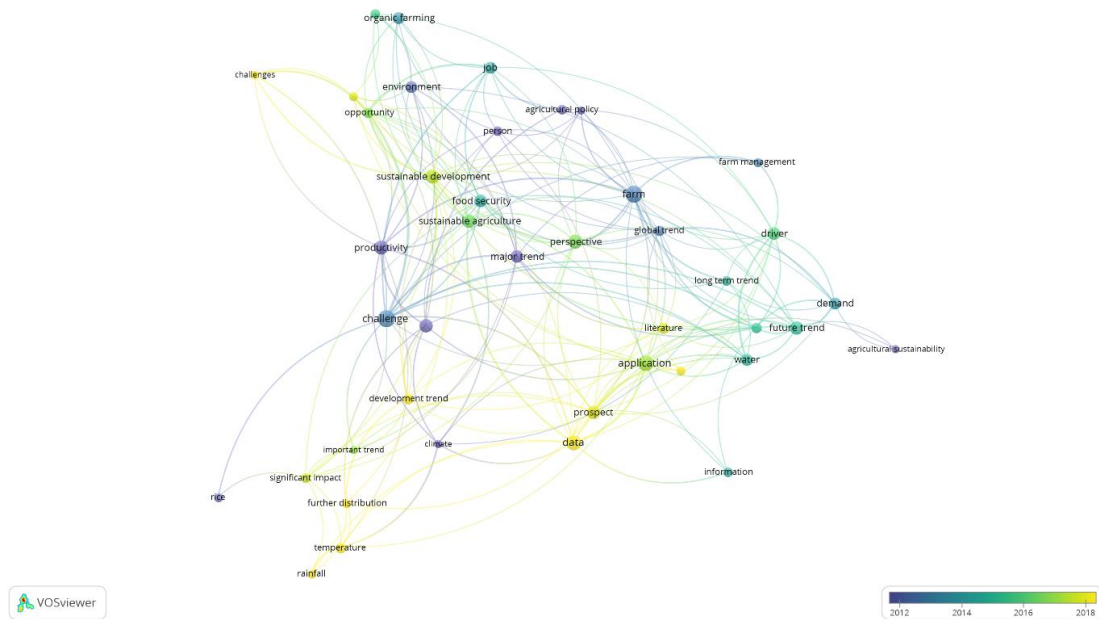 organic farming
job
challenges
environment
agricultural policy
opportunity
person
farm management
sustainable development
farm
food security
sustainable agriculture
global trend
driver
perspective
productivity
major trend
long term trend
demand
challenge
literature
future trend
agricultural sustainability
water
application
development trend
prospect
data
climate
important trend
information
significant impact
rice
further distribution
temperature
rainfall
VOSviewer
2012 2014 2016 2018